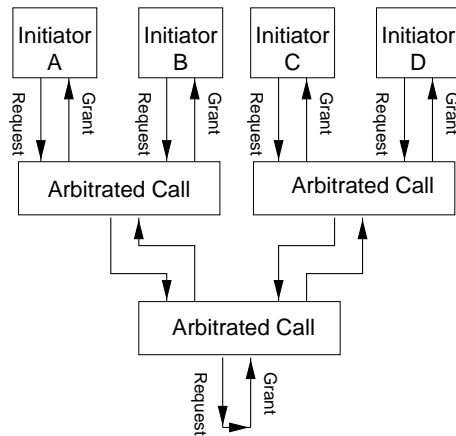 Initiator
A
Initiator
B
Initiator
C
Initiator
D
Request
Grant
Request
Grant
Request
Grant
Request
Grant
Arbitrated Call
Arbitrated Call
Arbitrated Call
Request
Grant